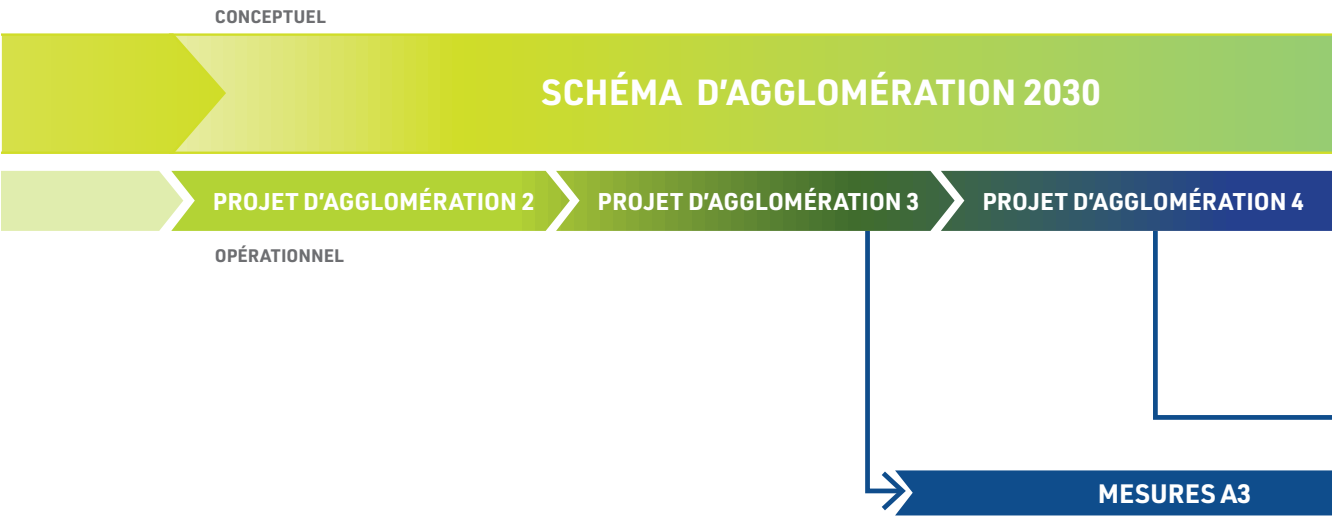 CONCEPTUEL
SCHÉMA D'AGGLOMÉRATION 2030
PROJET D'AGGLOMÉRATION 2
PROJET D'AGGLOMÉRATION 3
PROJET D'AGGLOMÉRATION 4
OPÉRATIONNEL
MESURES A3